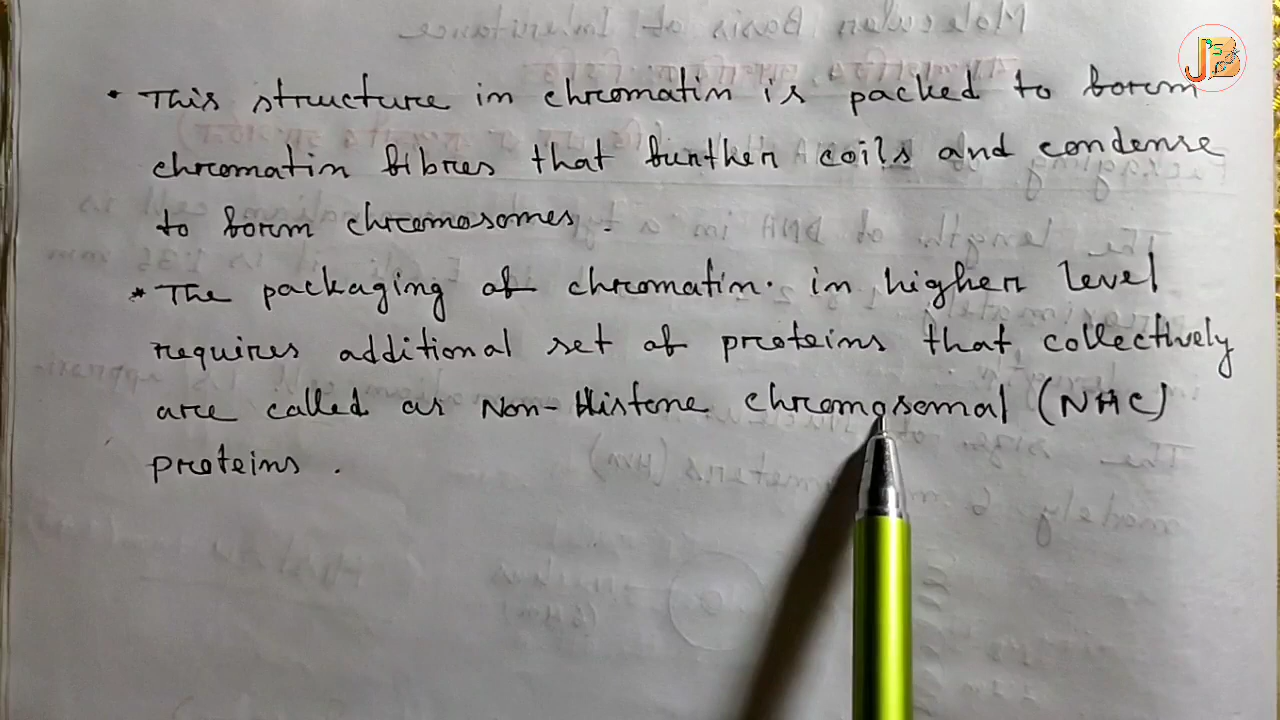 • This structure in chromatin is packed to form
chromatin fibres that further coils and condense
to form chromosomes.
* The packaging of chromatin. in higher level
requires additional set of proteins that collectively
are called as Non-Histone chromosomal (NHC)
proteins.